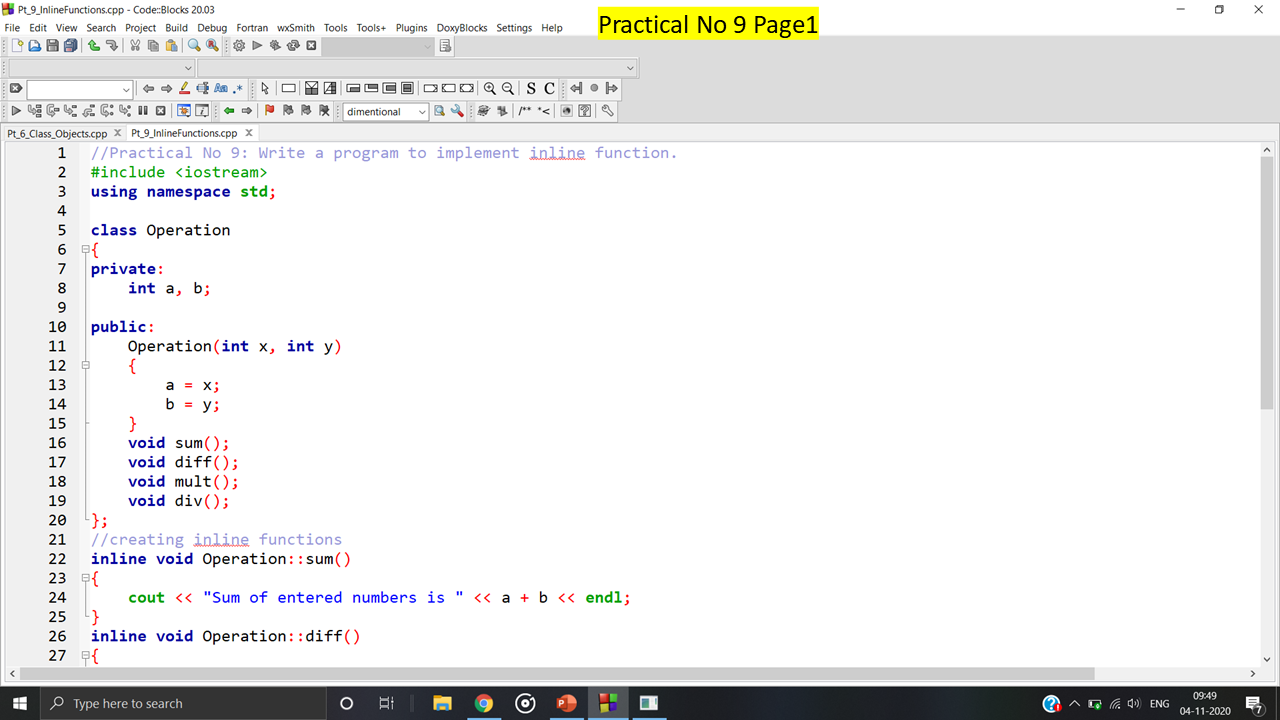 Pt_9_InlineFunctions.cpp - Code::Blocks 20.03
Practical No 9 Page1
File Edit View Search Project Build Debug Fortran wxSmith Tools Tools+ Plugins DoxyBlocks Settings Help
Aa .*
S C
dimentional
/** *<
Pt_6_Class_Objects.cpp X Pt_9_InlineFunctions.cpp X
1 //Practical No 9: Write a program to implement inline function.
2 #include <iostream>
3 using namespace std;
4
5 class Operation
6 {
7 private:
8 int a, b;
9
10 public:
11 Operation(int x, int y)
12 {
13 a = x;
14 b = y;
15 }
16 void sum();
17 void diff();
18 void mult();
19 void div();
20 };
21 //creating inline functions
22 inline void Operation::sum()
23 {
24 cout << "Sum of entered numbers is " << a + b << endl;
25 }
26 inline void Operation::diff()
27 {
Type here to search
ENG
09:49
04-11-2020
7